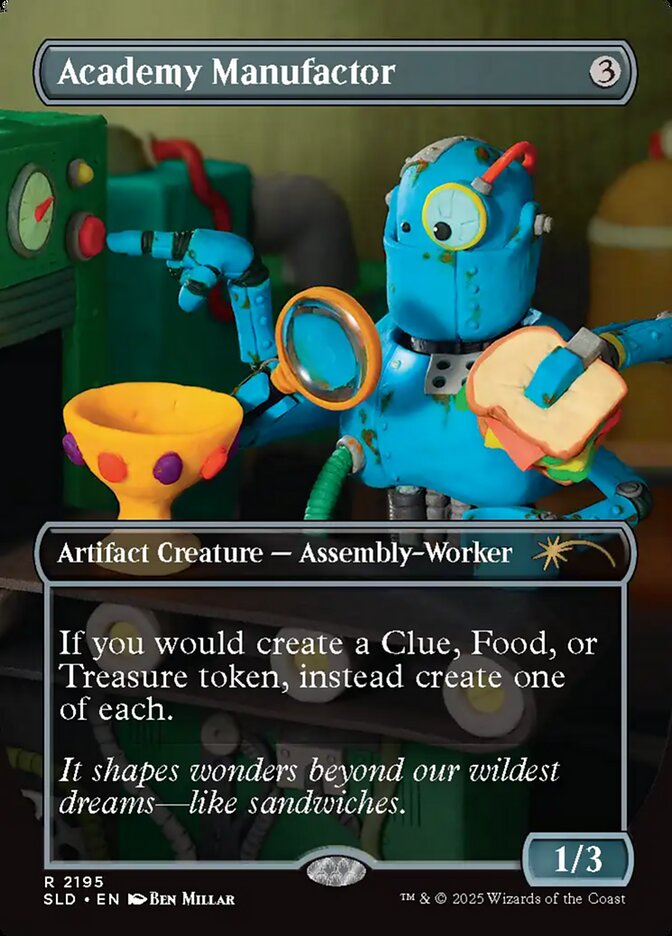 Academy Manufactor 3
Artifact Creature — Assembly-Worker
If you would create a Clue, Food, or
Treasure token, instead create one
of each.
It shapes wonders beyond our wildest
dreams—like sandwiches.
1/3
R 2195
SLD • EN Ben Millar
™ & © 2025 Wizards of the Coast